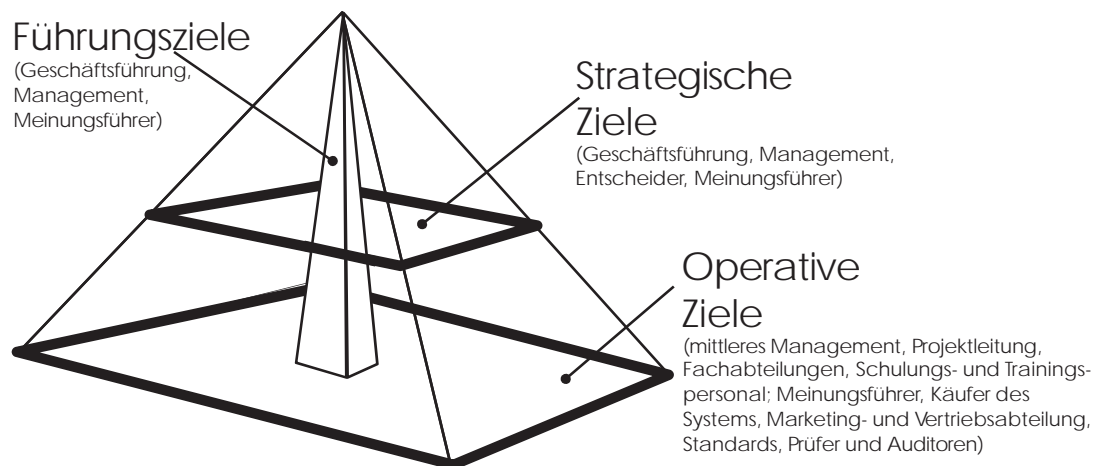 Führungsziele
(Geschäftsführung,
Management,
Meinungsführer)
Strategische
Ziele
(Geschäftsführung, Management,
Entscheider, Meinungsführer)
Operative
Ziele
(mittleres Management, Projektleitung,
Fachabteilungen, Schulungs- und Trainings-
personal; Meinungsführer, Käufer des
Systems, Marketing- und Vertriebsabteilung,
Standards, Prüfer und Auditoren)